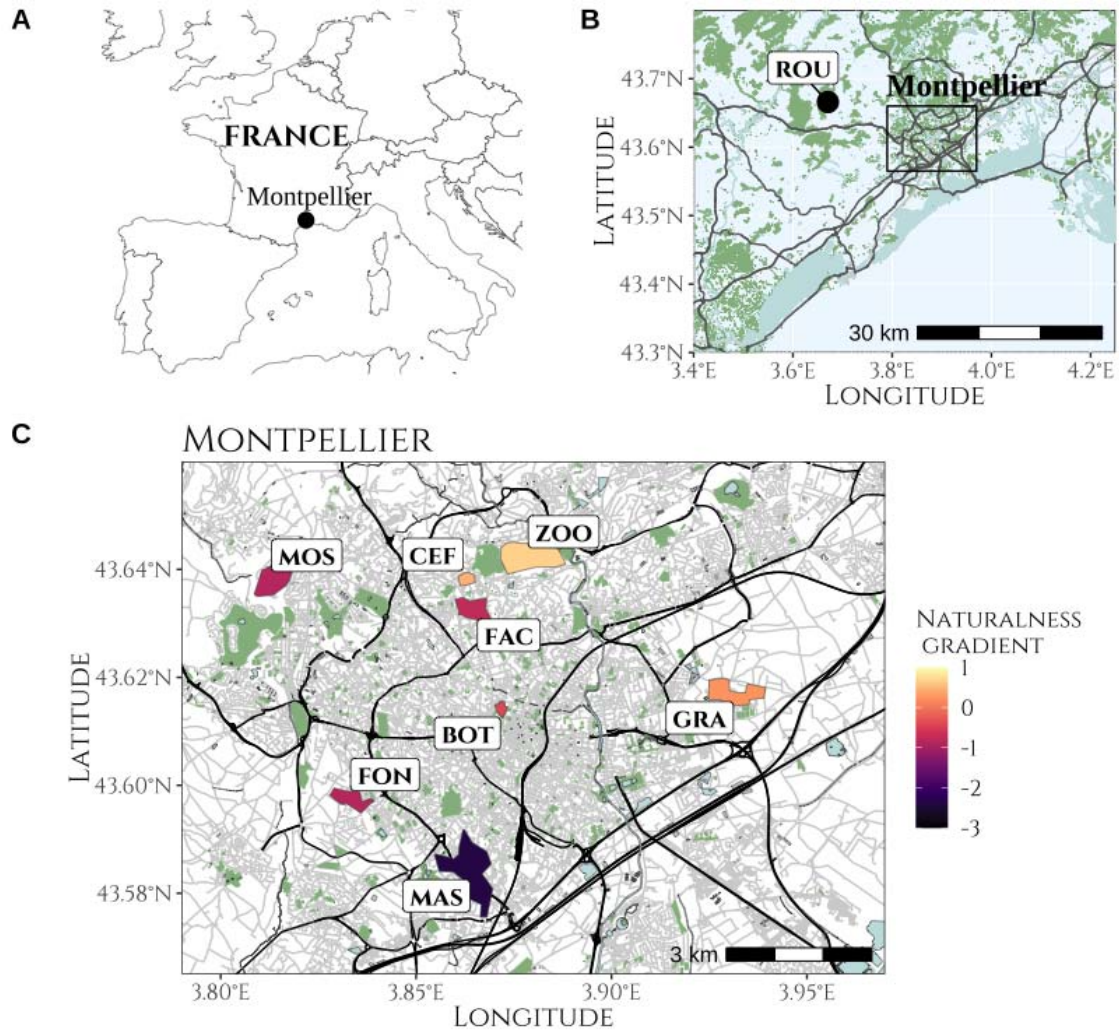 A
FRANCE
Montpellier
B
ROU
Montpellier
43.7°N
43.6°N
43.5°N
43.4°N
43.3°N
LATITUDE
30 km
3.4°E
3.6°E
3.8°E
4.0°E
4.2°E
LONGITUDE
C
MONTPELLIER
ZOO
MOS
CEF
FAC
GRA
BOT
FON
MAS
43.64°N
43.62°N
43.60°N
43.58°N
LATITUDE
3 km
3.80°E
3.85°E
3.90°E
3.95°E
LONGITUDE
NATURALNESS
GRADIENT
1
0
-1
-2
-3